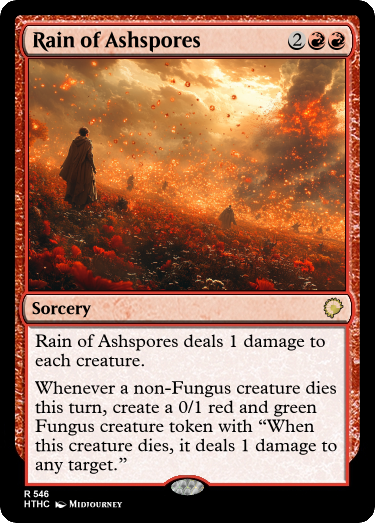 Rain of Ashspores 2
Sorcery
Rain of Ashspores deals 1 damage to
each creature.
Whenever a non-Fungus creature dies
this turn, create a 0/1 red and green
Fungus creature token with “When
this creature dies, it deals 1 damage to
any target.”
R 546
HTHC MIDJOURNEY